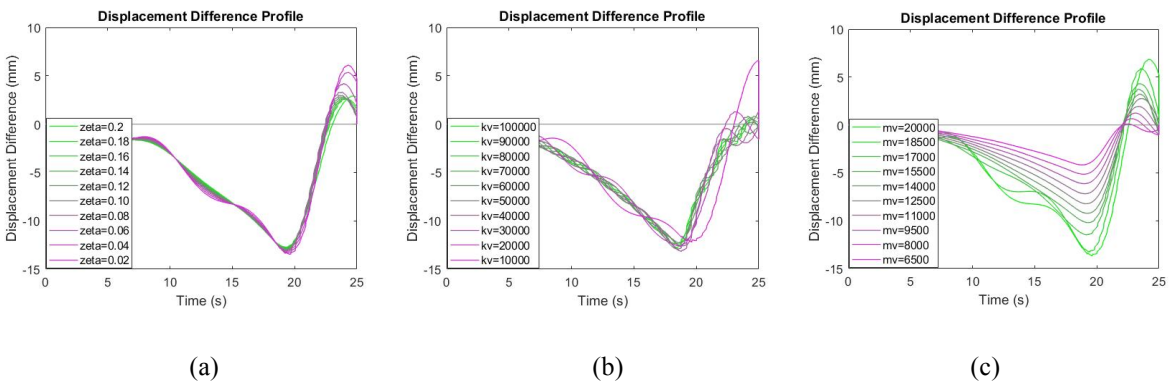 Displacement Difference Profile
10
5
0
-5
-10
-15
Displacement Difference (mm)
zeta=0.2
zeta=0.18
zeta=0.16
zeta=0.14
zeta=0.12
zeta=0.10
zeta=0.08
zeta=0.06
zeta=0.04
zeta=0.02
0 5 10 15 20 25
Time (s)
(a)
Displacement Difference Profile
10
5
0
-5
-10
-15
Displacement Difference (mm)
kv=100000
kv=90000
kv=80000
kv=70000
kv=60000
kv=50000
kv=40000
kv=30000
kv=20000
kv=10000
0 5 10 15 20 25
Time (s)
(b)
Displacement Difference Profile
10
5
0
-5
-10
-15
Displacement Difference (mm)
mv=20000
mv=18500
mv=17000
mv=15500
mv=14000
mv=12500
mv=11000
mv=9500
mv=8000
mv=6500
0 5 10 15 20 25
Time (s)
(c)